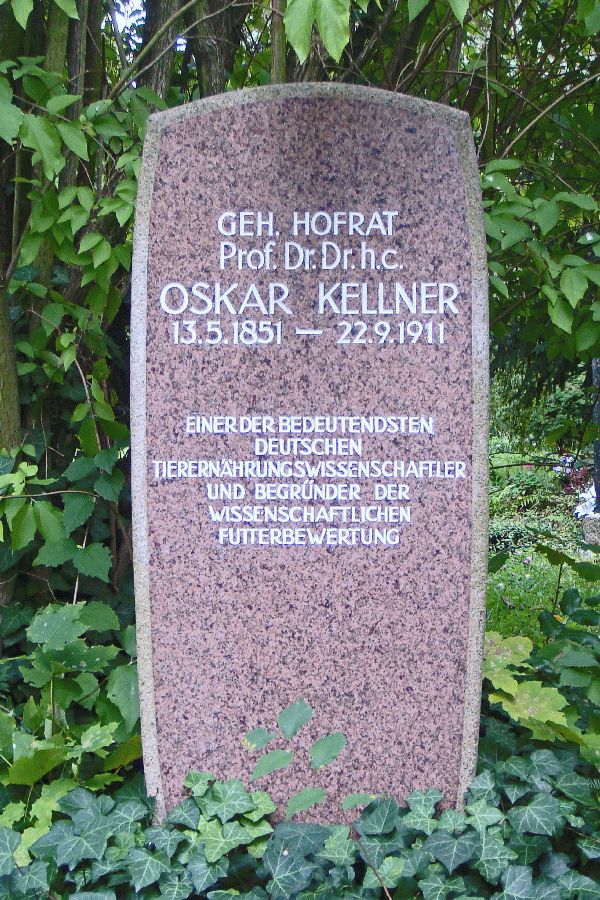 GEH. HOFRAT
Prof. Dr. Dr. h.c.
OSKAR KELLNER
13.5.1851 — 22.9.1911
EINER DER BEDEUTENDSTEN
DEUTSCHEN
TIERERNÄHRUNGSWISSENSCHAFTLER
UND BEGRÜNDER DER
WISSENSCHAFTLICHEN
FUTTERBEWERTUNG